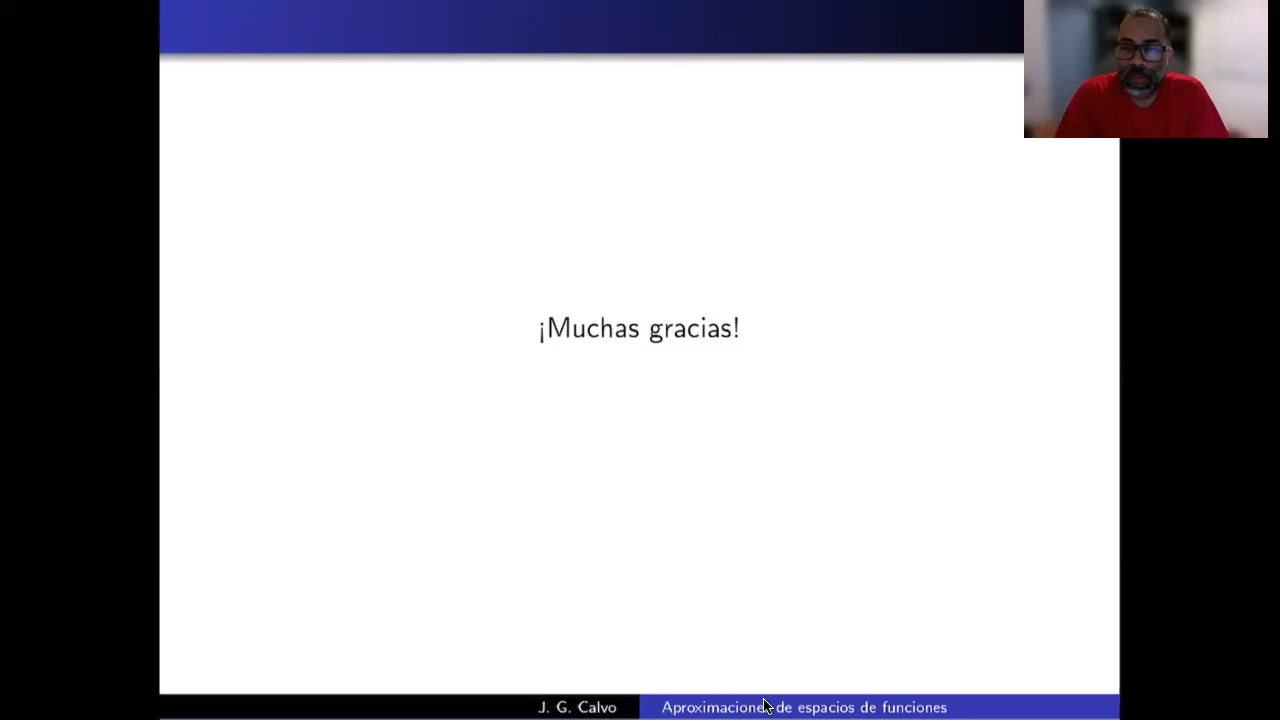 ¡Muchas gracias!
J. G. Calvo
Aproximaciones de espacios de funciones